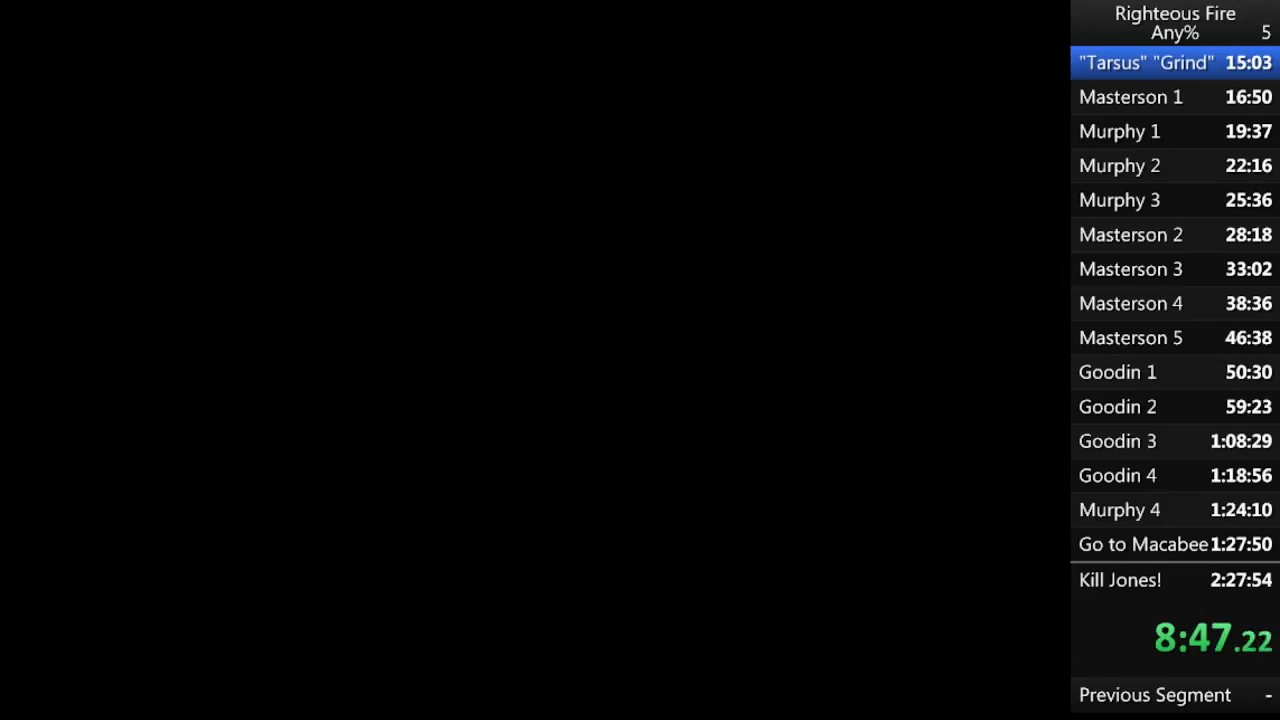 Righteous Fire
Any% 5
"Tarsus" "Grind" 15:03
Masterson 1 16:50
Murphy 1 19:37
Murphy 2 22:16
Murphy 3 25:36
Masterson 2 28:18
Masterson 3 33:02
Masterson 4 38:36
Masterson 5 46:38
Goodin 1 50:30
Goodin 2 59:23
Goodin 3 1:08:29
Goodin 4 1:18:56
Murphy 4 1:24:10
Go to Macabee 1:27:50
Kill Jones! 2:27:54
8:47.22
Previous Segment -